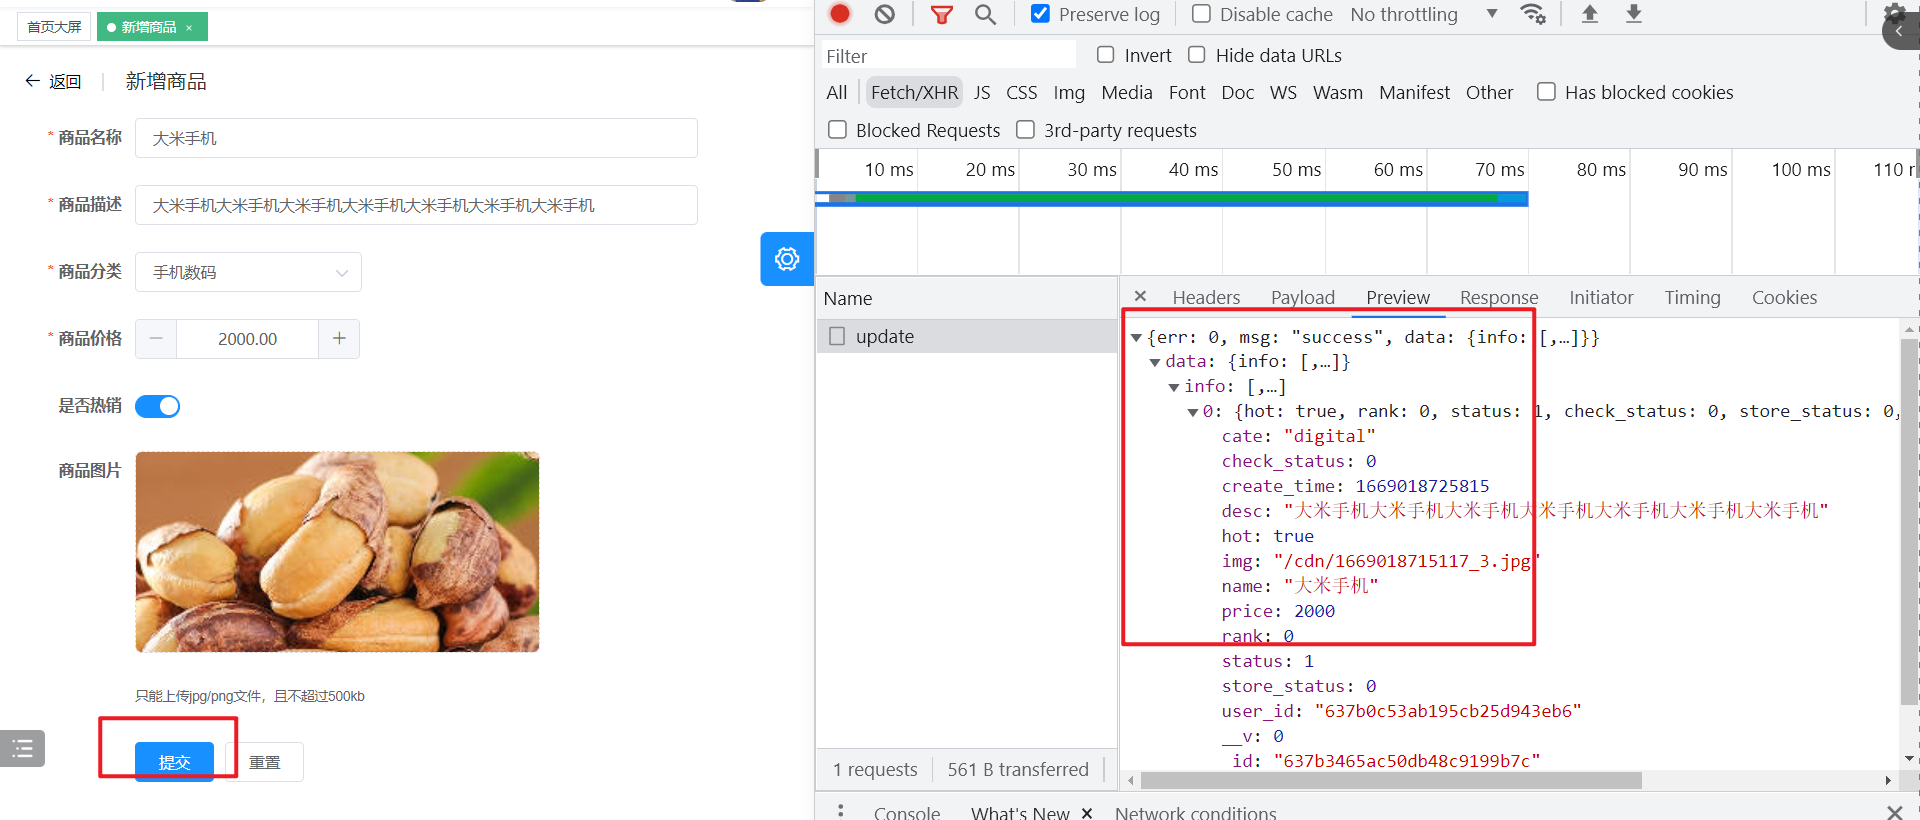 首页大屏
新增商品 ×
返回
新增商品
* 商品名称 大米手机
* 商品描述 大米手机大米手机大米手机大米手机大米手机大米手机大米手机
* 商品分类 手机数码
* 商品价格 − 2000.00 +
是否热销
商品图片
只能上传jpg/png文件，且不超过500kb
提交 重置
Preserve log Disable cache No throttling
Filter Invert Hide data URLs
All Fetch/XHR JS CSS Img Media Font Doc WS Wasm Manifest Other Has blocked cookies
Blocked Requests 3rd-party requests
10 ms 20 ms 30 ms 40 ms 50 ms 60 ms 70 ms 80 ms 90 ms 100 ms 110 r
Name
update
1 requests 561 B transferred
× Headers Payload Preview Response Initiator Timing Cookies
{err: 0, msg: "success", data: {info: [,…]}}
data: {info: [,…]}
info: [,…]
0: {hot: true, rank: 0, status: 1, check_status: 0, store_status: 0,
cate: "digital"
check_status: 0
create_time: 1669018725815
desc: "大米手机大米手机大米手机大米手机大米手机大米手机大米手机"
hot: true
img: "/cdn/1669018715117_3.jpg"
name: "大米手机"
price: 2000
rank: 0
status: 1
store_status: 0
user_id: "637b0c53ab195cb25d943eb6"
__v: 0
_id: "637b3465ac50db48c9199b7c"
Console What's New × Network conditions